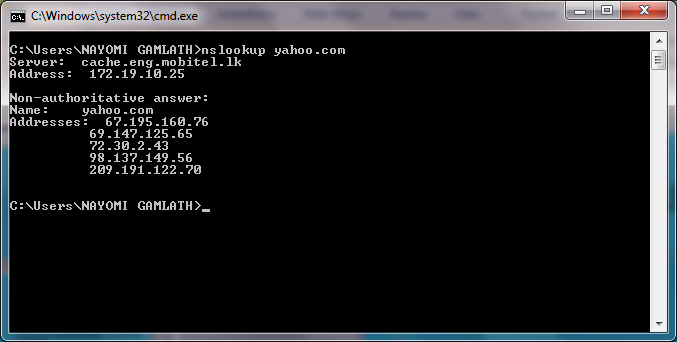 C:\Windows\system32\cmd.exe
C:\Users\NAYOMI GAMLATH>nslookup yahoo.com
Server:  cache.eng.mobitel.lk
Address:  172.19.10.25
Non-authoritative answer:
Name:    yahoo.com
Addresses:  67.195.160.76
69.147.125.65
72.30.2.43
98.137.149.56
209.191.122.70
C:\Users\NAYOMI GAMLATH>_